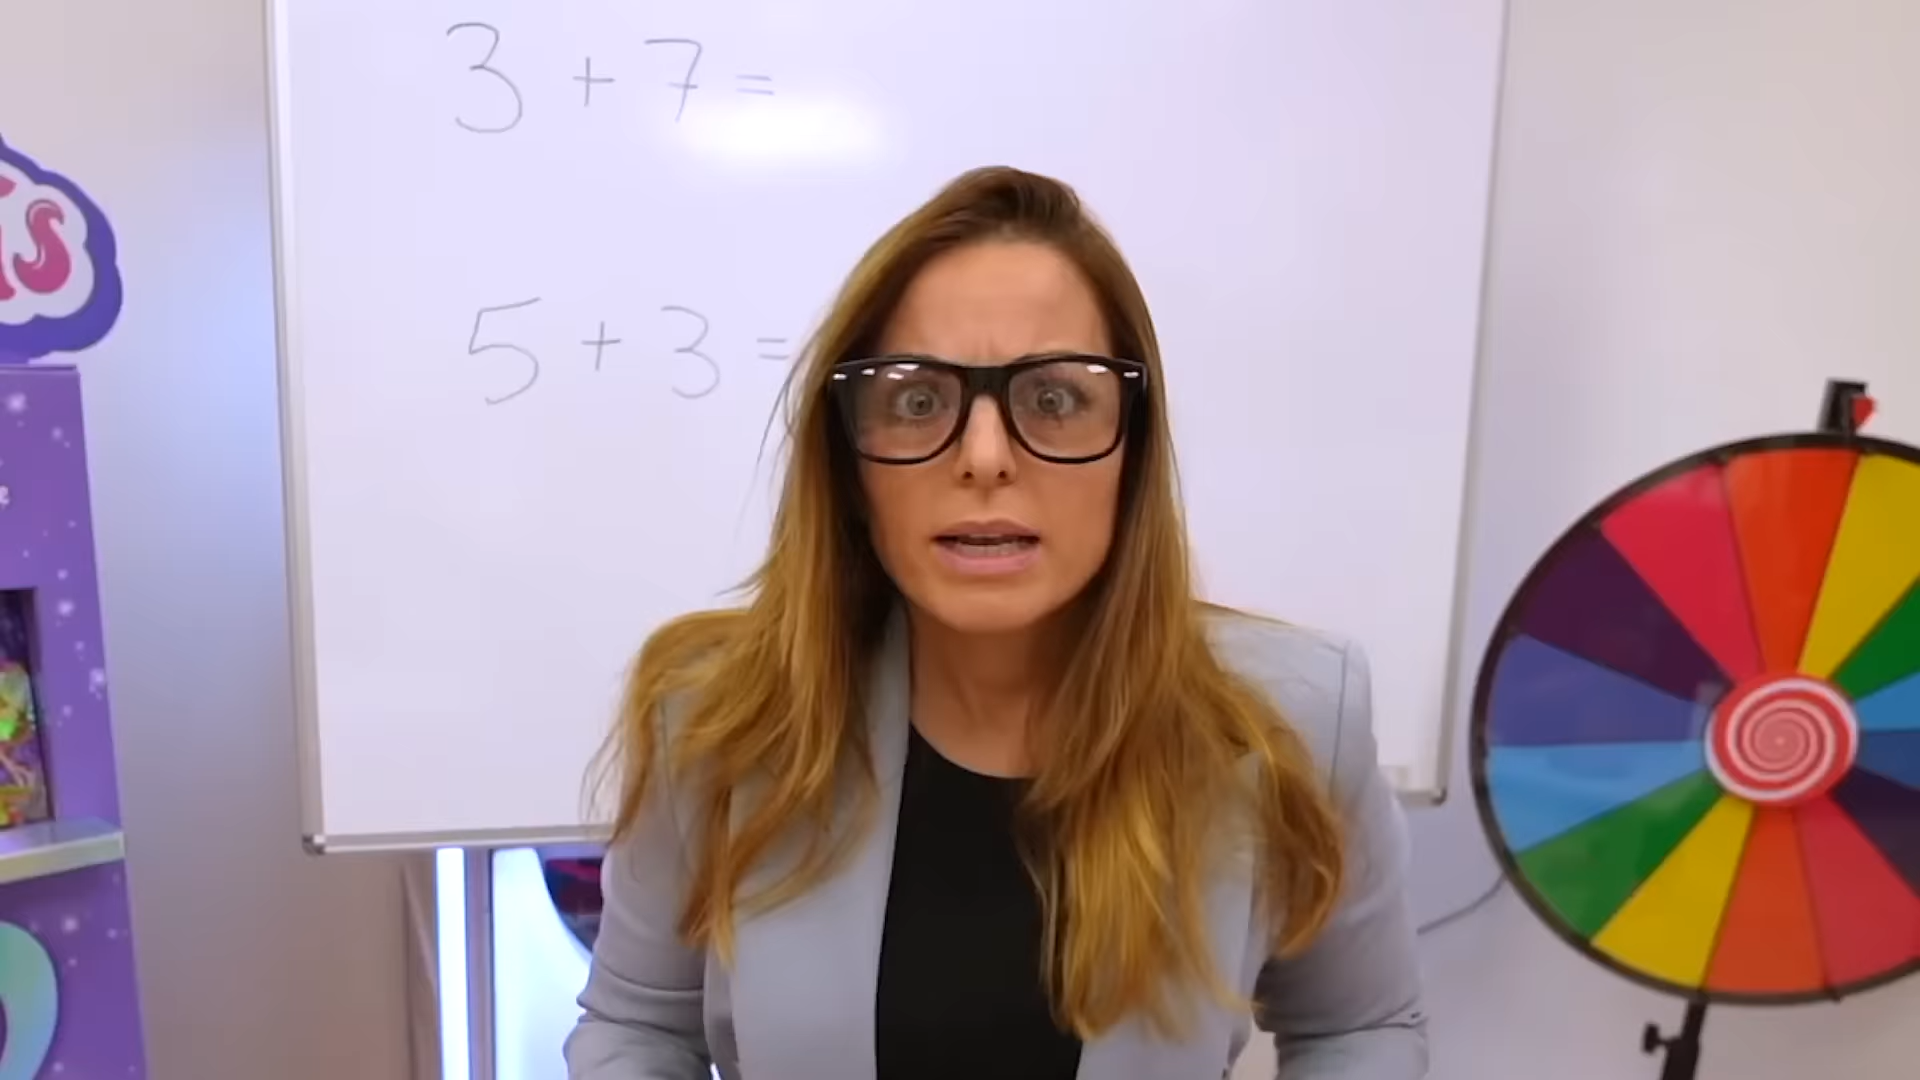 3 + 7 =
5 + 3 =